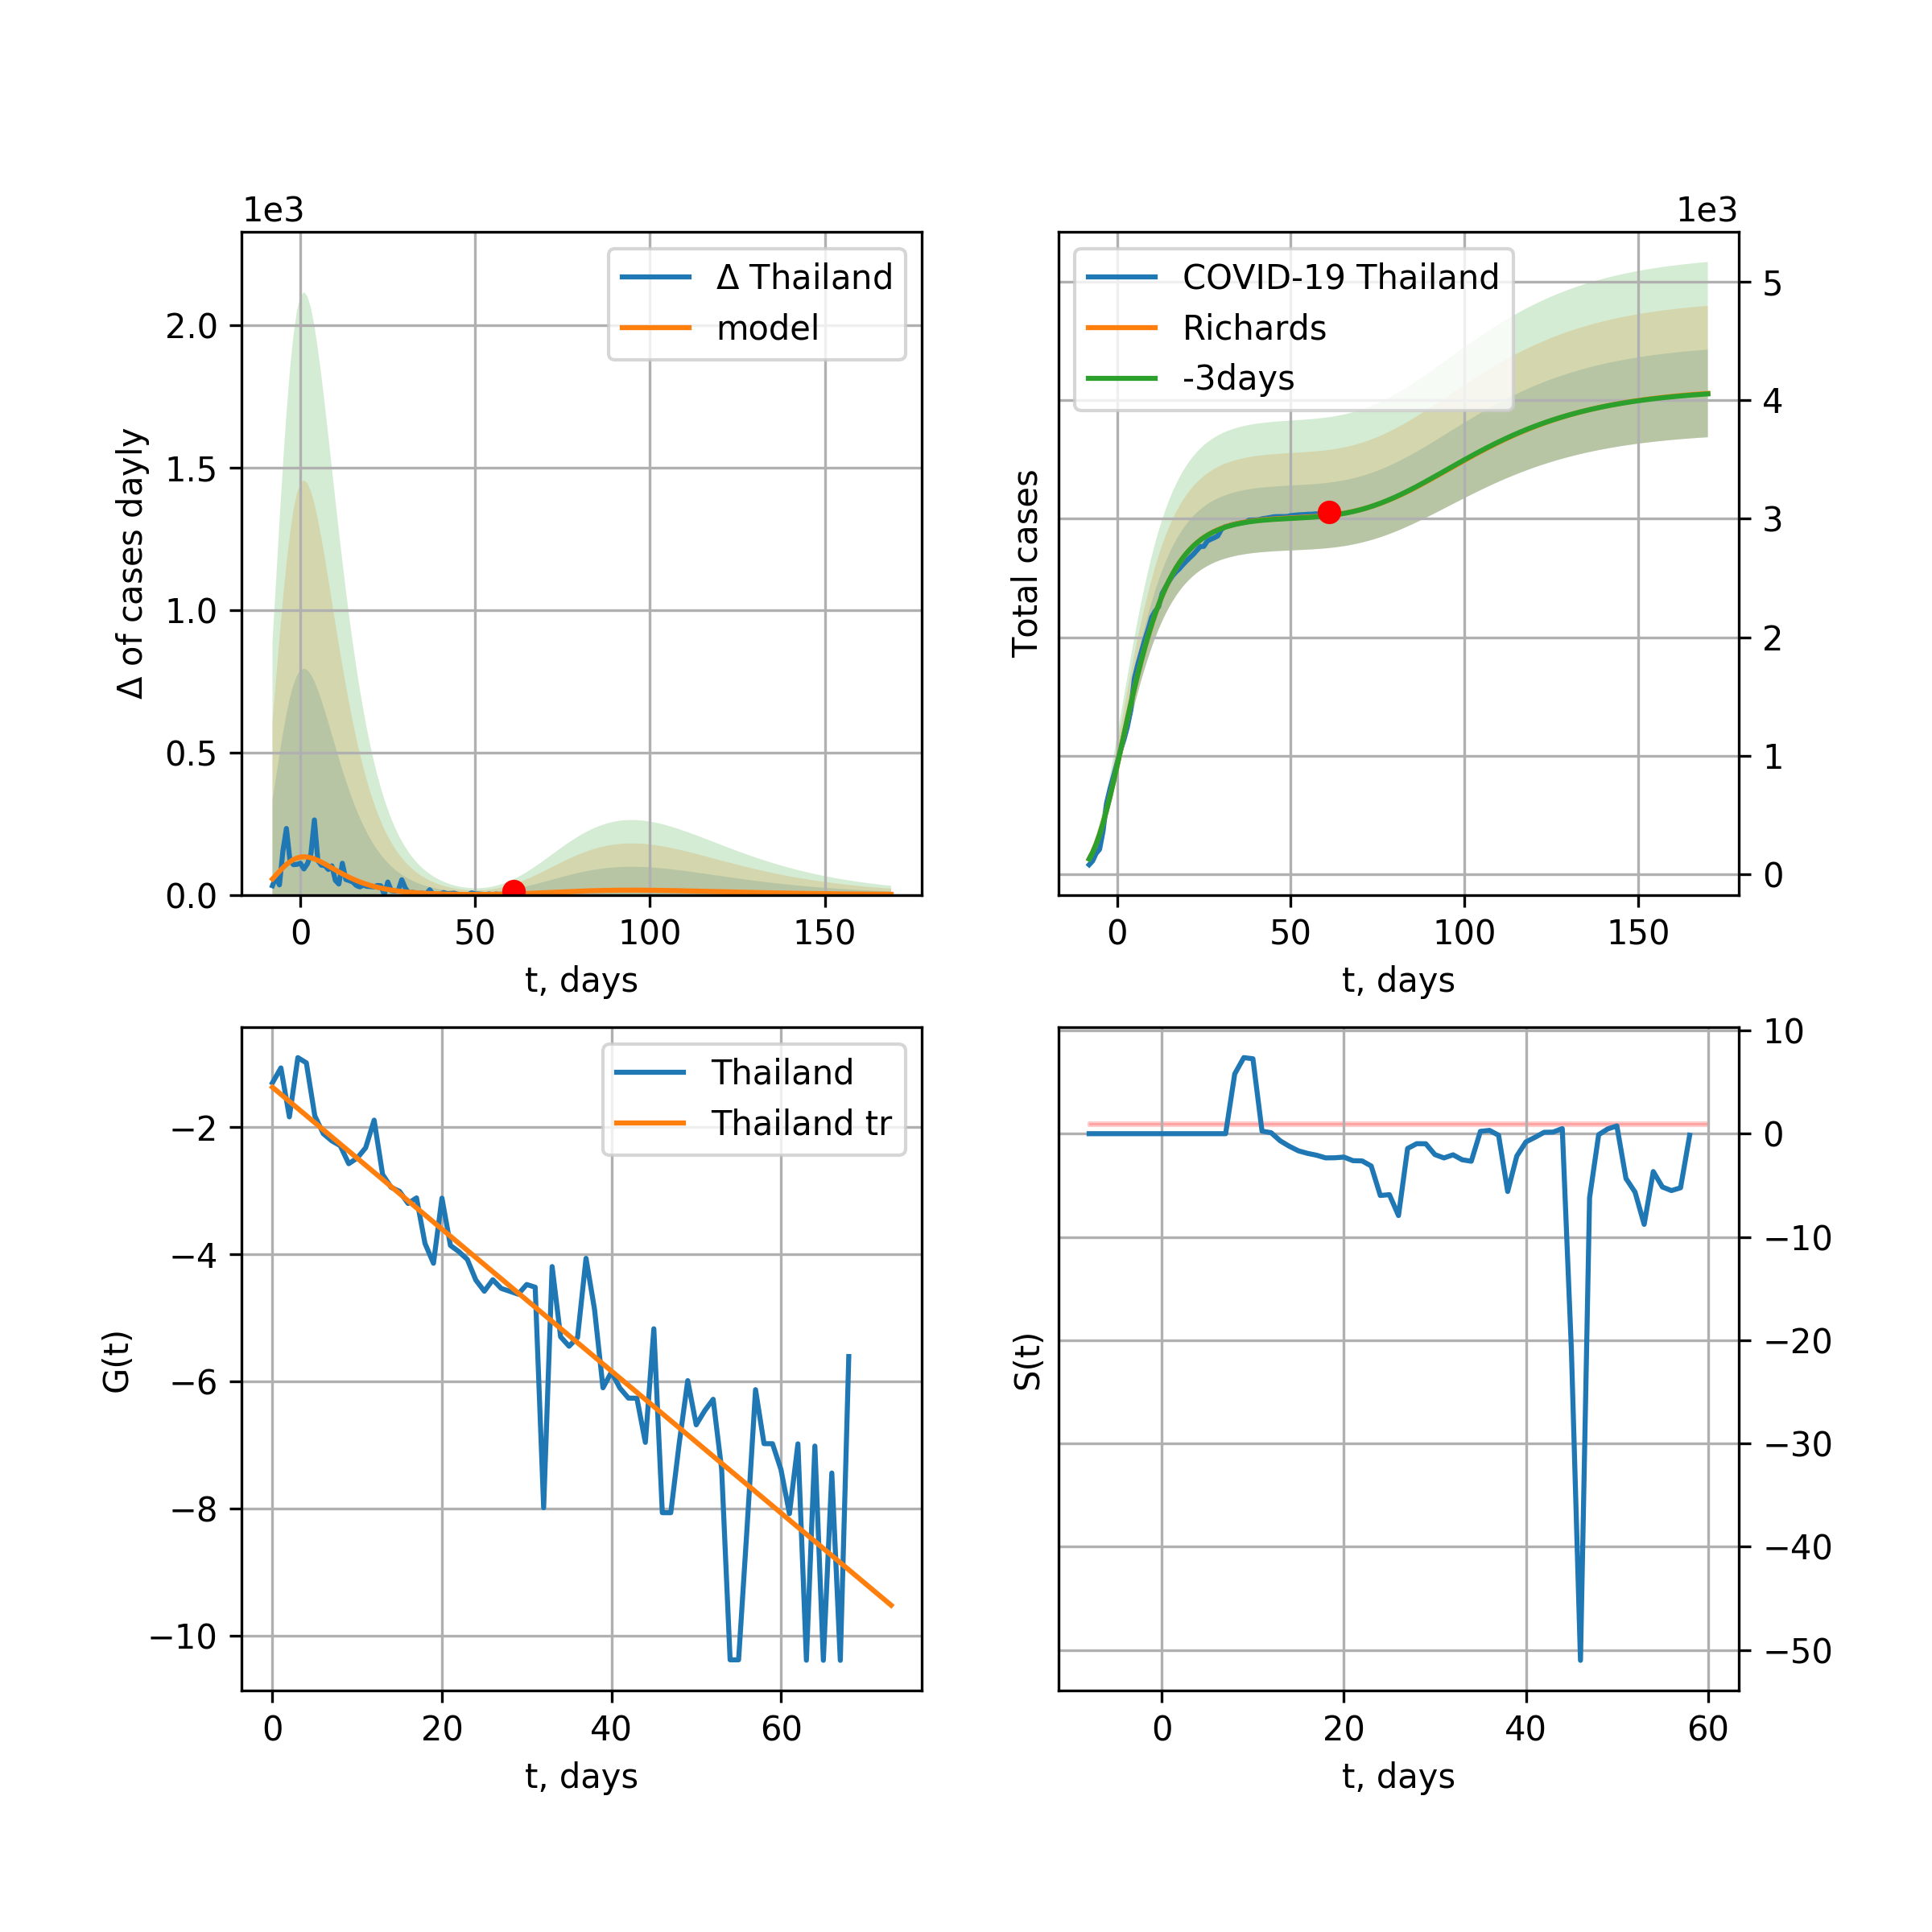 1e3
Δ of cases dayly
2.0
1.5
1.0
0.5
0.0
Δ Thailand
model
0 50 100 150
t, days
1e3
Total cases
COVID-19 Thailand
Richards
-3days
5
4
3
2
1
0
0 50 100 150
t, days
G(t)
−2
−4
−6
−8
−10
Thailand
Thailand tr
0 20 40 60
t, days
S(t)
10
0
−10
−20
−30
−40
−50
0 20 40 60
t, days